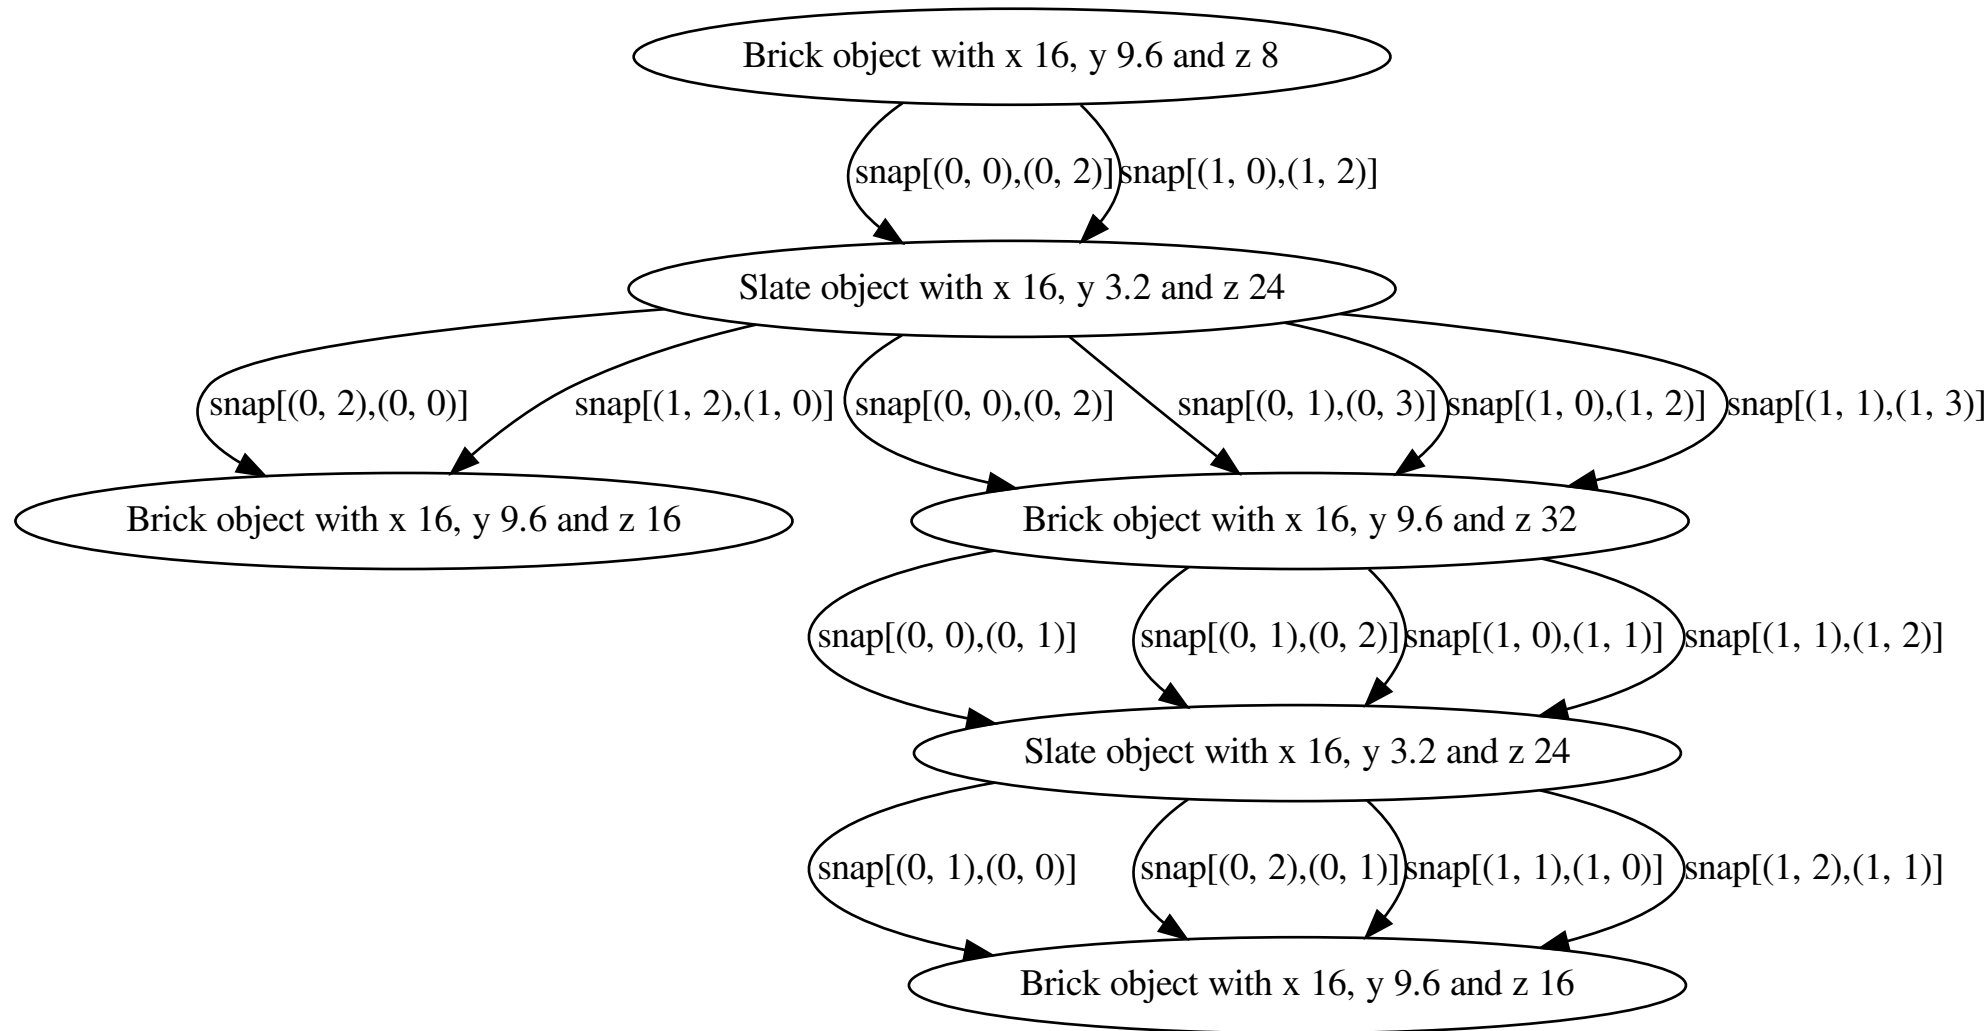 Brick object with x 16, y 9.6 and z 8
snap[(0, 0),(0, 2)]
snap[(1, 0),(1, 2)]
Slate object with x 16, y 3.2 and z 24
snap[(0, 2),(0, 0)]
snap[(1, 2),(1, 0)]
snap[(0, 0),(0, 2)]
snap[(0, 1),(0, 3)]
snap[(1, 0),(1, 2)]
snap[(1, 1),(1, 3)]
Brick object with x 16, y 9.6 and z 16
Brick object with x 16, y 9.6 and z 32
snap[(0, 0),(0, 1)]
snap[(0, 1),(0, 2)]
snap[(1, 0),(1, 1)]
snap[(1, 1),(1, 2)]
Slate object with x 16, y 3.2 and z 24
snap[(0, 1),(0, 0)]
snap[(0, 2),(0, 1)]
snap[(1, 1),(1, 0)]
snap[(1, 2),(1, 1)]
Brick object with x 16, y 9.6 and z 16